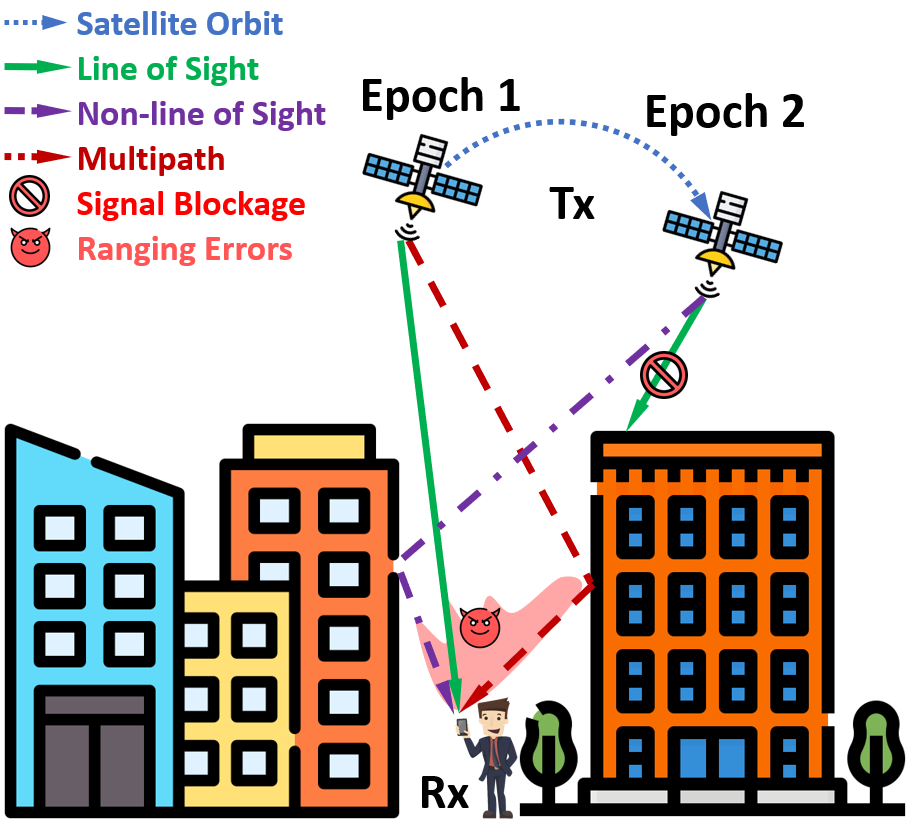 Satellite Orbit
Line of Sight
Non-line of Sight
Multipath
Signal Blockage
Ranging Errors
Epoch 1
Epoch 2
Tx
Rx